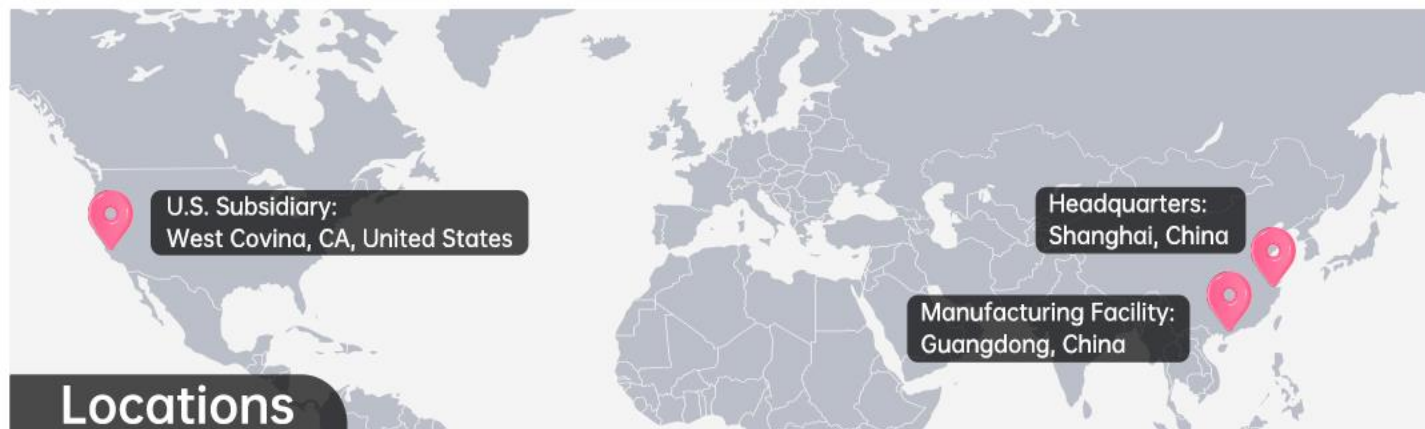 U.S. Subsidiary:
West Covina, CA, United States
Headquarters:
Shanghai, China
Manufacturing Facility:
Guangdong, China
Locations